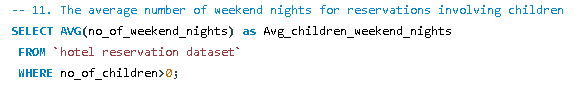 -- 11. The average number of weekend nights for reservations involving children
SELECT AVG(no_of_weekend_nights) as Avg_children_weekend_nights
FROM `hotel reservation dataset`
WHERE no_of_children>0;